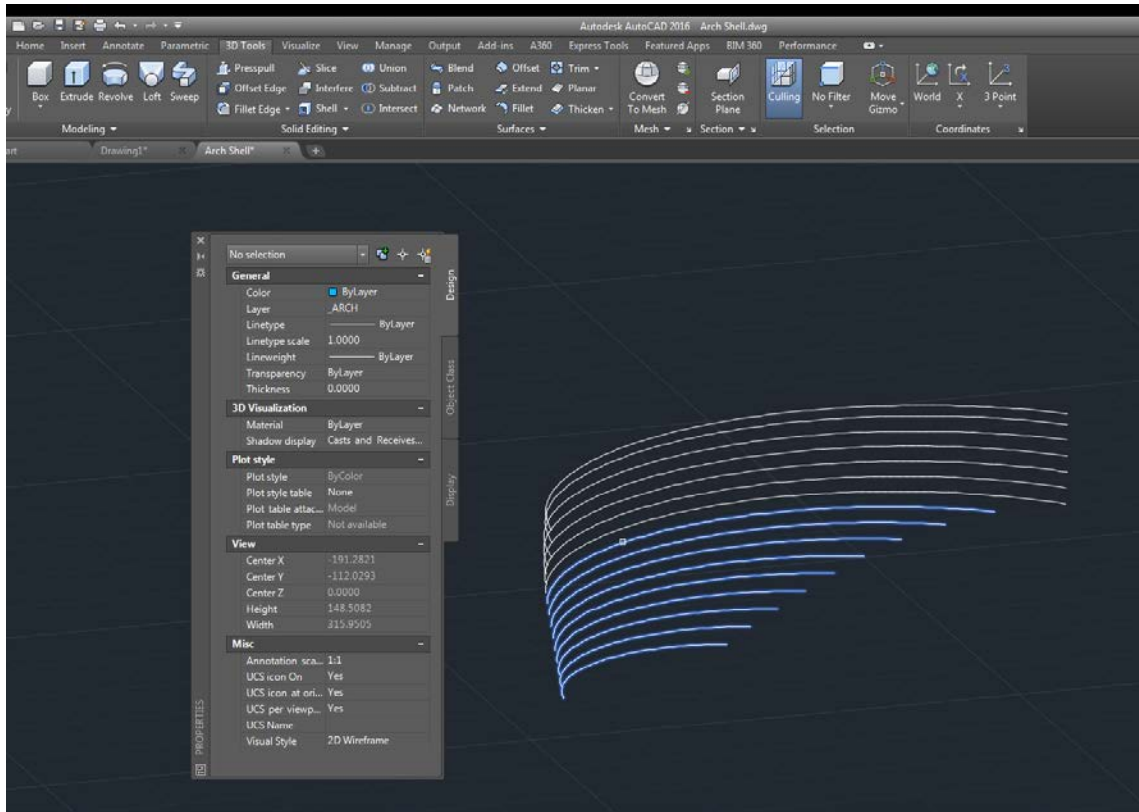 Autodesk AutoCAD 2016 Arch Shell.dwg
Home Insert Annotate Parametric 3D Tools Visualize View Manage Output Add-ins A360 Express Tools Featured Apps BIM 360 Performance
Presspull Slice Union Blend Offset Trim
Offset Edge Interfere Subtract Patch Extend Planar
Box Extrude Revolve Loft Sweep Convert To Mesh Section Plane Culling No Filter Move Gizmo World X 3 Point
Fillet Edge Shell Intersect Network Fillet Thicken
Modeling Solid Editing Surfaces Mesh Section Selection Coordinates
Drawing1* Arch Shell*
No selection
General
Color ByLayer
Layer _ARCH
Linetype ByLayer
Linetype scale 1.0000
Lineweight ByLayer
Transparency ByLayer
Thickness 0.0000
3D Visualization
Material ByLayer
Shadow display Casts and Receives...
Plot style
Plot style ByColor
Plot style table None
Plot table attac... Model
Plot table type Not available
View
Center X -191.2821
Center Y -112.0293
Center Z 0.0000
Height 148.5082
Width 315.9505
Misc
Annotation sca... 1:1
UCS icon On Yes
UCS icon at ori... Yes
UCS per viewp... Yes
UCS Name
Visual Style 2D Wireframe
Design
Object Class
Display
PROPERTIES